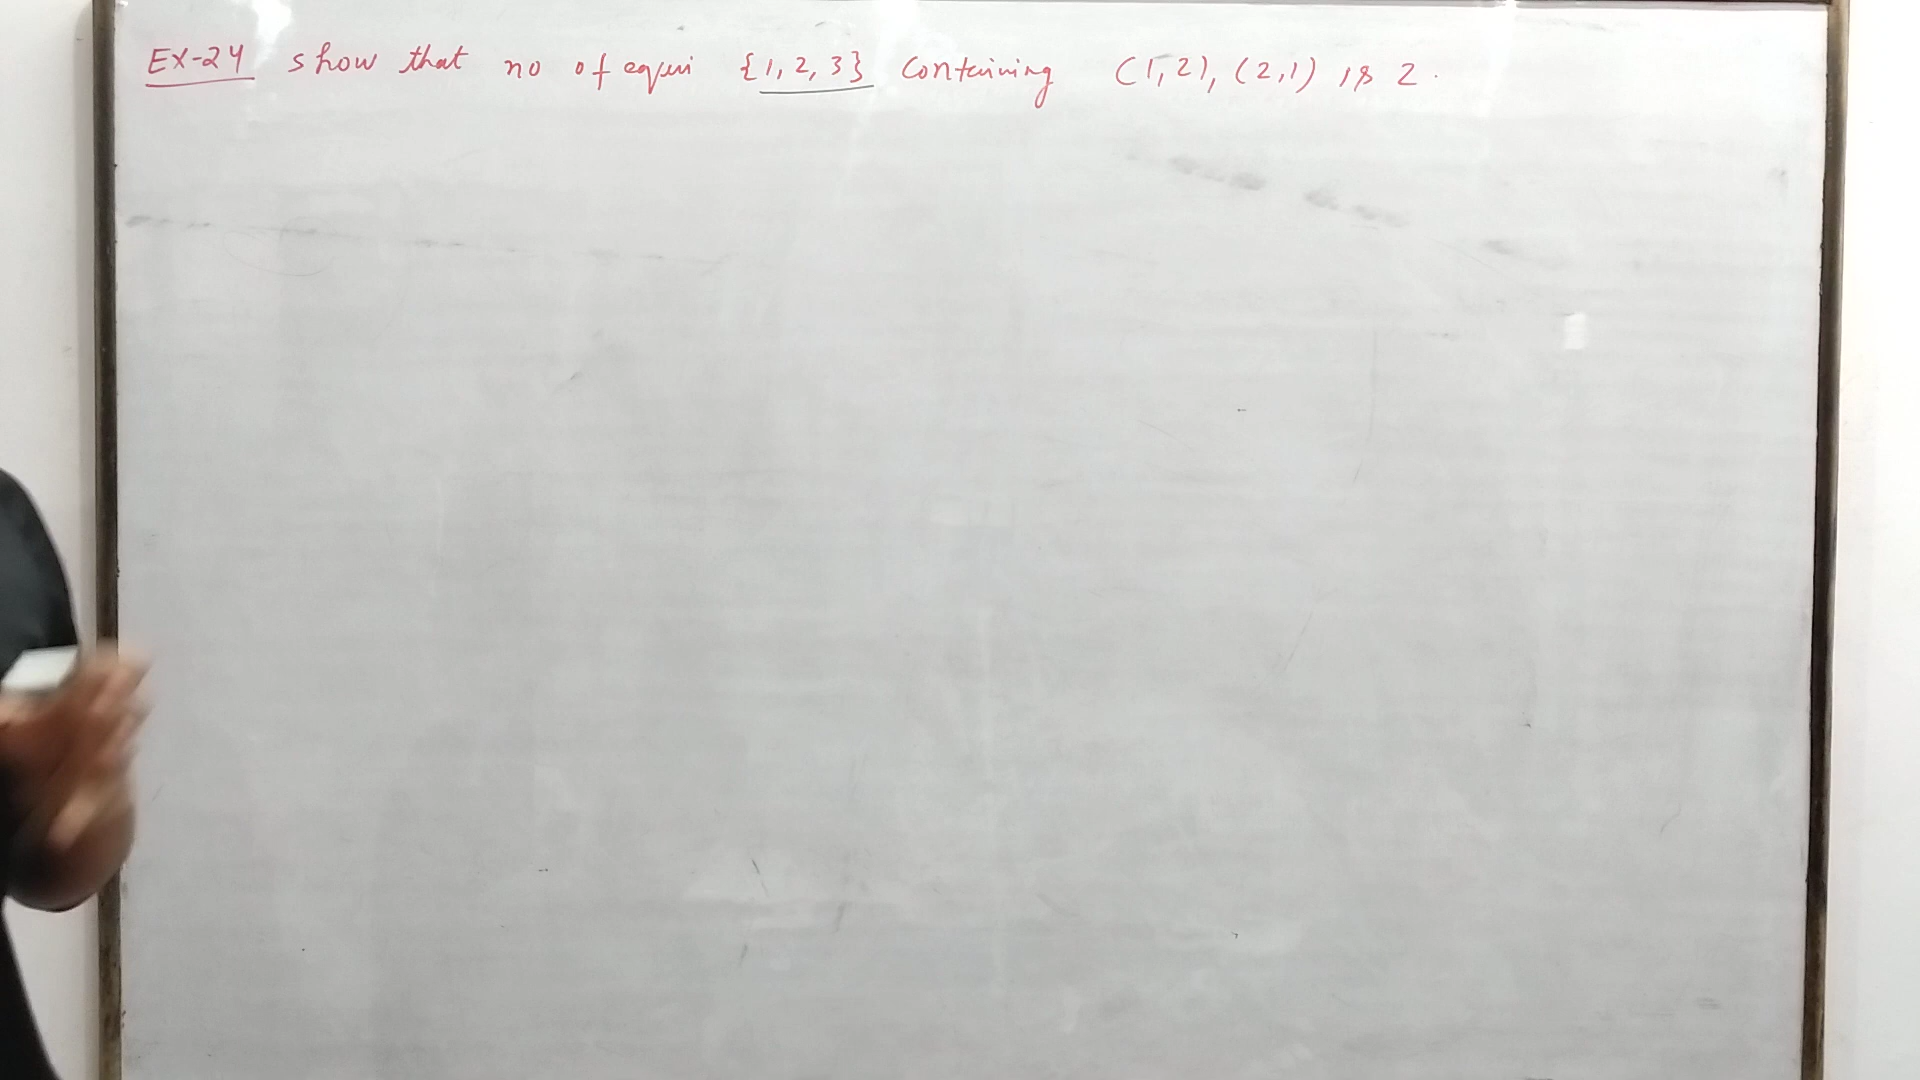 Ex-24 show that no of equi {1, 2, 3} containing (1,2), (2,1) is 2.